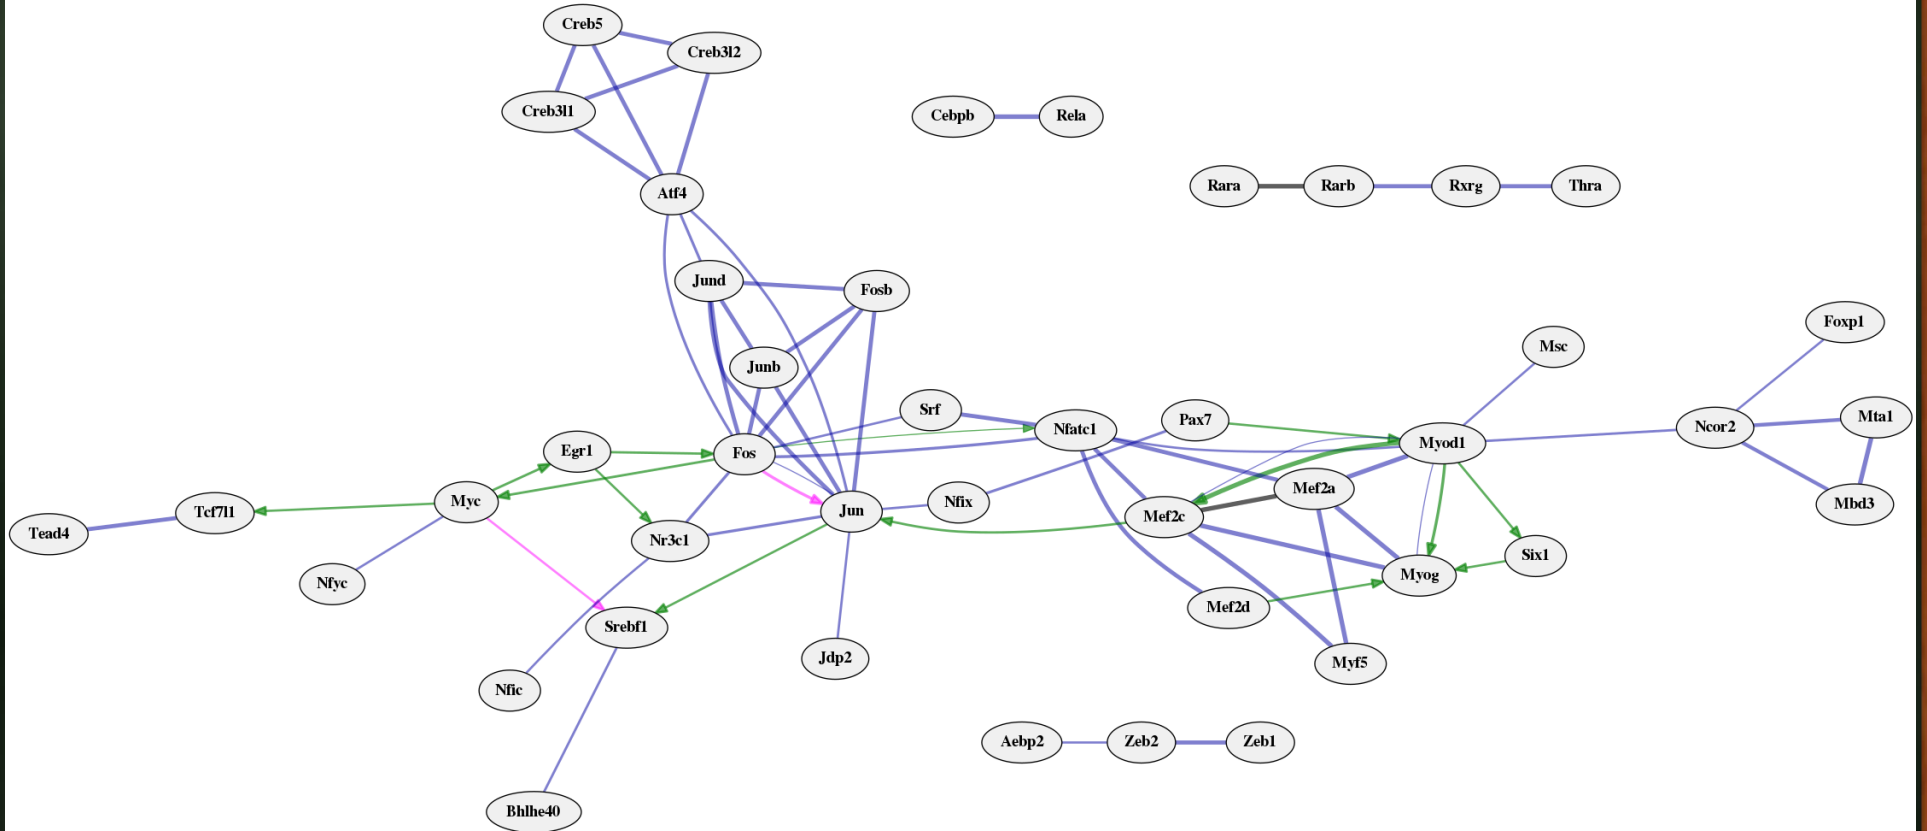 Creb5
Creb3l2
Creb3l1
Cebpb
Rela
Rara
Rarb
Rxrg
Thra
Atf4
Jund
Fosb
Foxp1
Msc
Junb
Srf
Pax7
Nfatc1
Myod1
Ncor2
Mta1
Egr1
Fos
Mef2a
Myc
Nfix
Mbd3
Tcf7l1
Jun
Mef2c
Tead4
Nr3c1
Six1
Myog
Nfyc
Mef2d
Srebf1
Jdp2
Myf5
Nfic
Aebp2
Zeb2
Zeb1
Bhlhe40